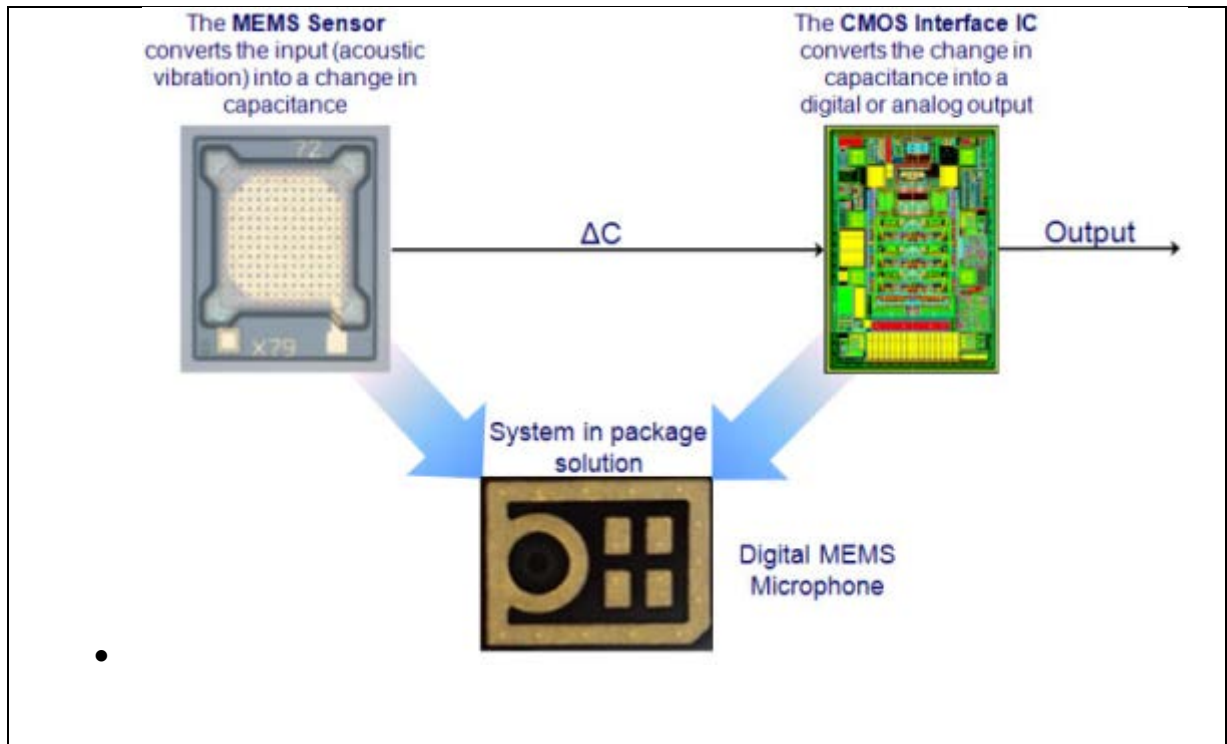 The MEMS Sensor
converts the input (acoustic
vibration) into a change in
capacitance
The CMOS Interface IC
converts the change in
capacitance into a
digital or analog output
72
X79
ΔC
Output
System in package
solution
Digital MEMS
Microphone